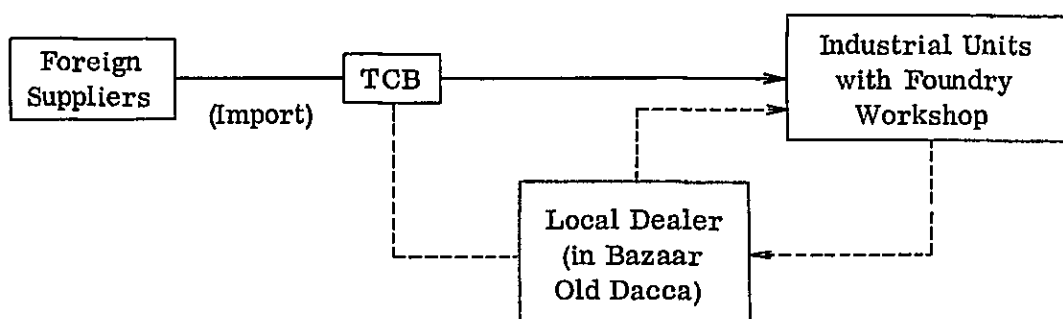 Foreign
Suppliers
(Import)
TCB
Industrial Units
with Foundry
Workshop
Local Dealer
(in Bazaar
Old Dacca)